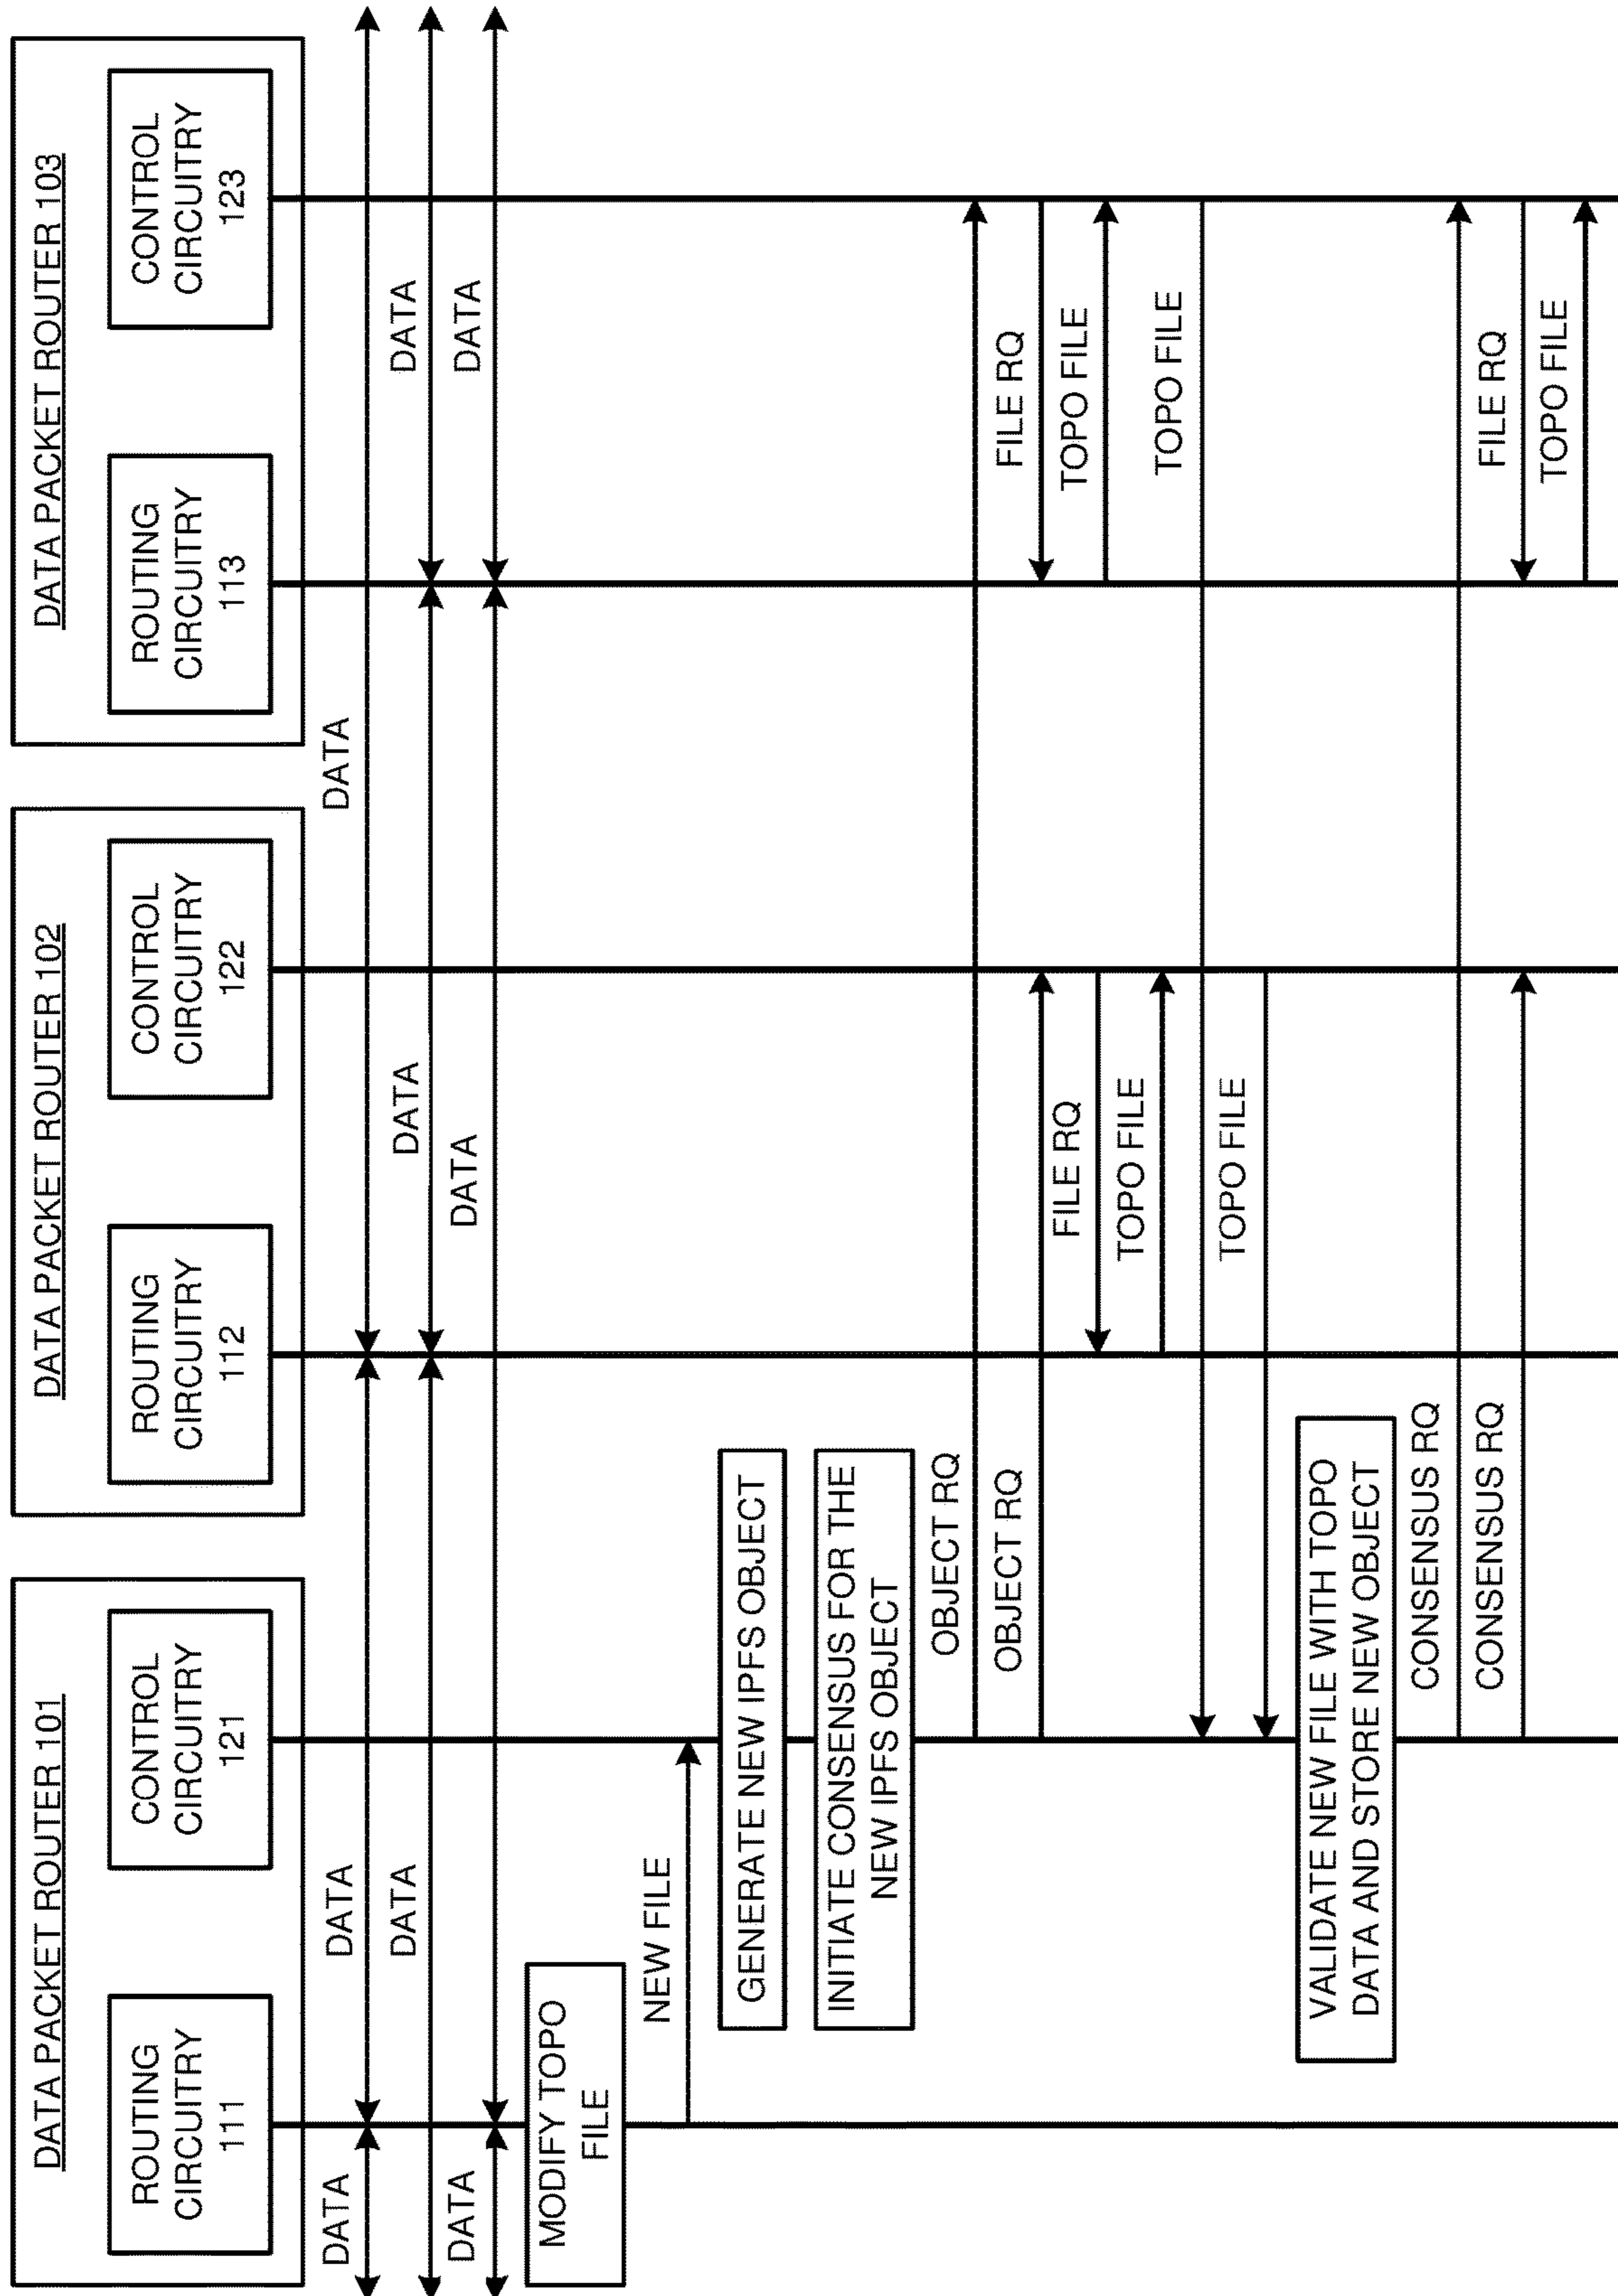 DATA PACKET ROUTER 101
ROUTING
CIRCUITRY
111
CONTROL
CIRCUITRY
121
DATA PACKET ROUTER 102
ROUTING
CIRCUITRY
112
CONTROL
CIRCUITRY
122
DATA PACKET ROUTER 103
ROUTING
CIRCUITRY
113
CONTROL
CIRCUITRY
123
DATA
DATA
DATA
DATA
DATA
DATA
DATA
DATA
DATA
DATA
MODIFY TOPO
FILE
NEW FILE
GENERATE NEW IPFS OBJECT
INITIATE CONSENSUS FOR THE
NEW IPFS OBJECT
OBJECT RQ
OBJECT RQ
FILE RQ
FILE RQ
TOPO FILE
TOPO FILE
TOPO FILE
TOPO FILE
VALIDATE NEW FILE WITH TOPO
DATA AND STORE NEW OBJECT
CONSENSUS RQ
CONSENSUS RQ
FILE RQ
TOPO FILE